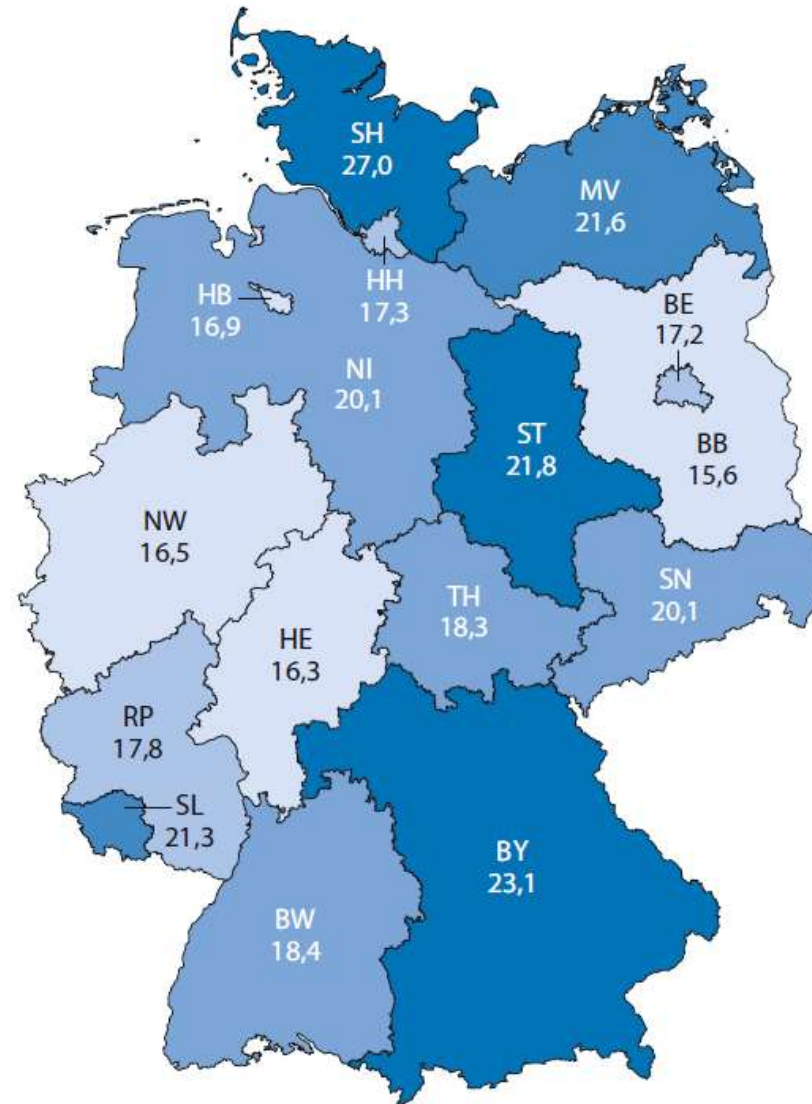 SH
27,0
MV
21,6
HH
17,3
HB
16,9
BE
17,2
NI
20,1
ST
21,8
BB
15,6
NW
16,5
TH
18,3
SN
20,1
HE
16,3
RP
17,8
SL
21,3
BY
23,1
BW
18,4